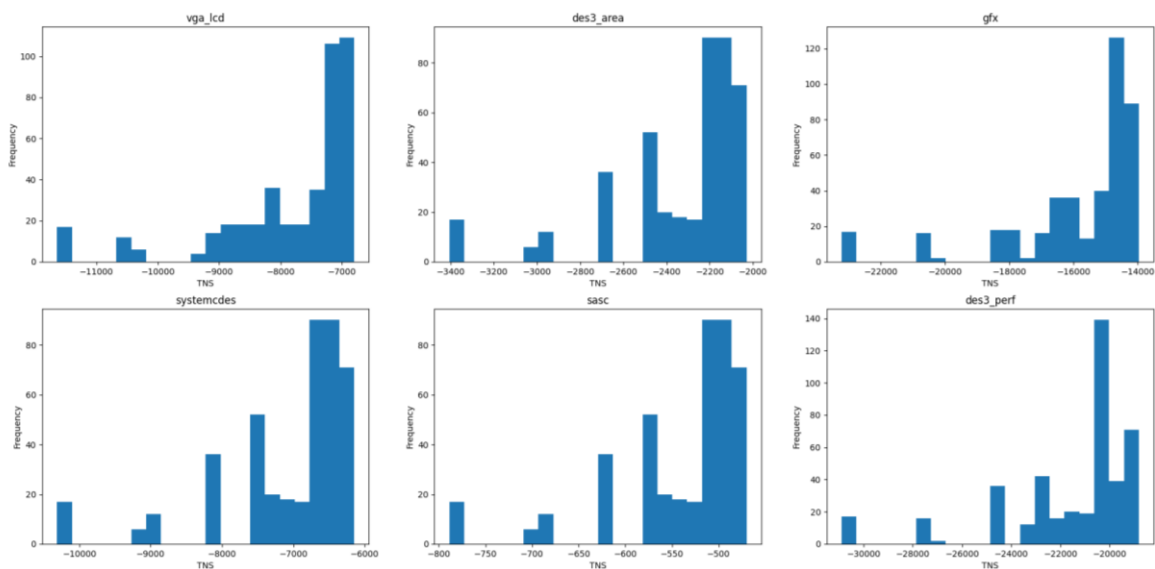 vga_lcd
Frequency
100
80
60
40
20
0
−11000 −10000 −9000 −8000 −7000
TNS
des3_area
Frequency
80
60
40
20
0
−3400 −3200 −3000 −2800 −2600 −2400 −2200 −2000
TNS
gfx
Frequency
120
100
80
60
40
20
0
−22000 −20000 −18000 −16000 −14000
TNS
systemcdes
Frequency
80
60
40
20
0
−10000 −9000 −8000 −7000 −6000
TNS
sasc
Frequency
80
60
40
20
0
−800 −750 −700 −650 −600 −550 −500
TNS
des3_perf
Frequency
140
120
100
80
60
40
20
0
−30000 −28000 −26000 −24000 −22000 −20000
TNS